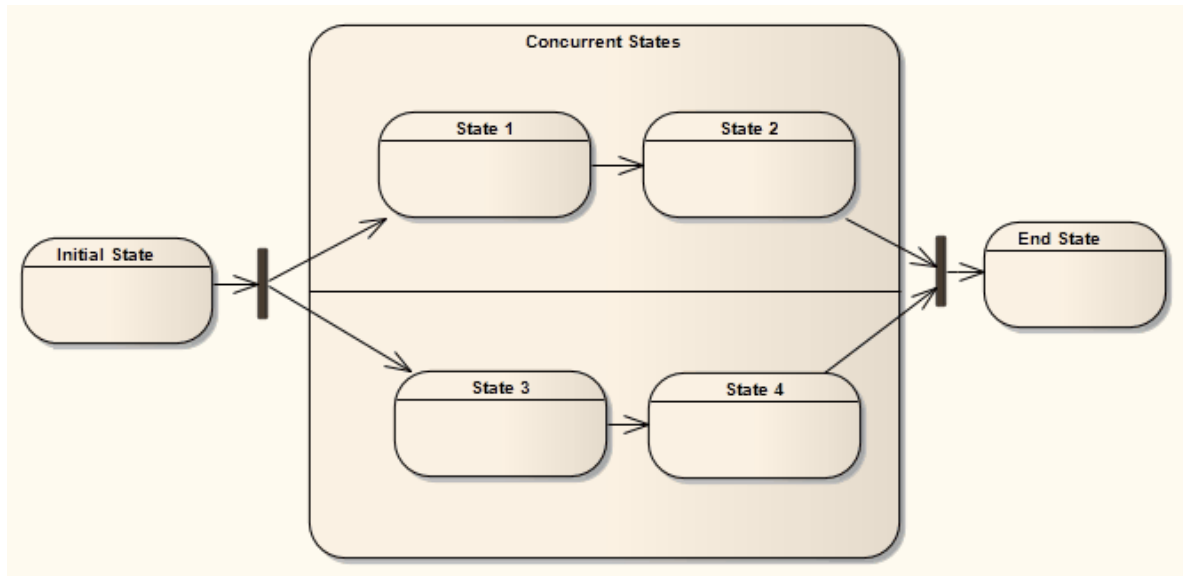 Concurrent States
State 1
State 2
Initial State
End State
State 3
State 4